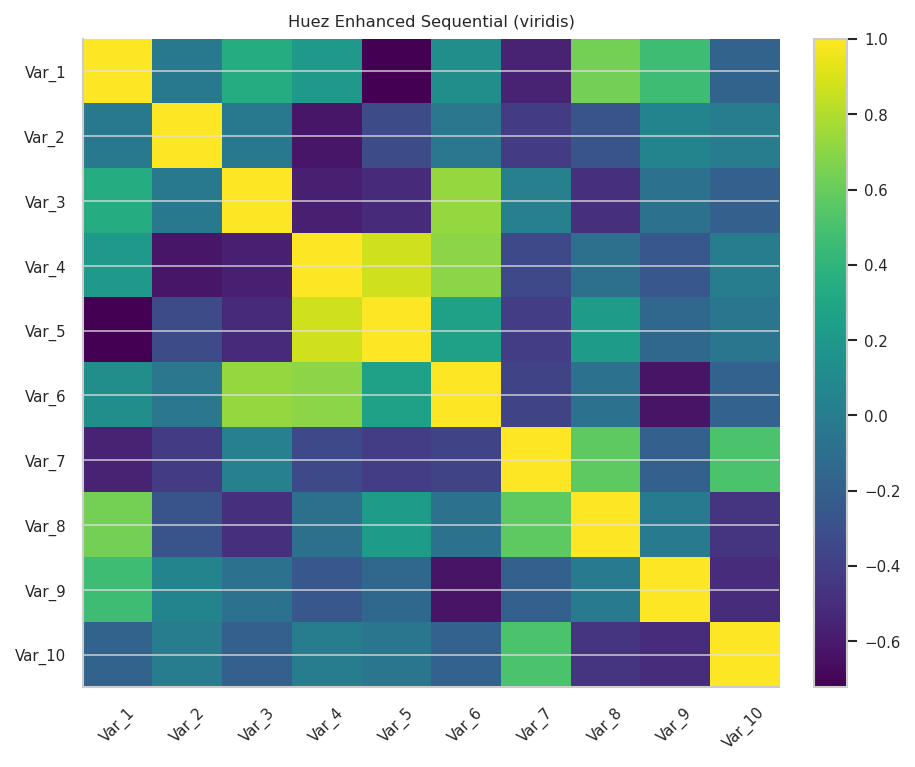 Huez Enhanced Sequential (viridis)
Var_1
Var_2
Var_3
Var_4
Var_5
Var_6
Var_7
Var_8
Var_9
Var_10
Var_1
Var_2
Var_3
Var_4
Var_5
Var_6
Var_7
Var_8
Var_9
Var_10
1.0
0.8
0.6
0.4
0.2
0.0
−0.2
−0.4
−0.6